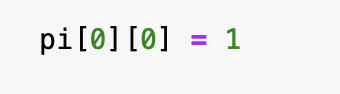 pi[0][0] = 1